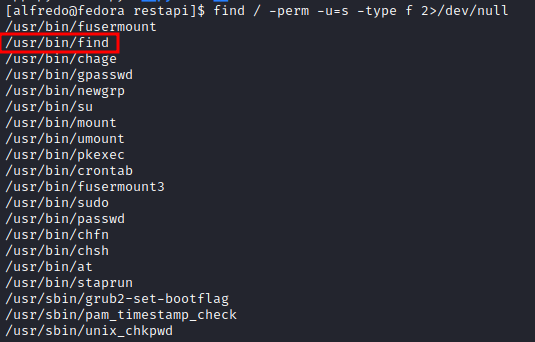 [alfredo@fedora restapi]$ find / -perm -u=s -type f 2>/dev/null
/usr/bin/fusermount
/usr/bin/find
/usr/bin/chage
/usr/bin/gpasswd
/usr/bin/newgrp
/usr/bin/su
/usr/bin/mount
/usr/bin/umount
/usr/bin/pkexec
/usr/bin/crontab
/usr/bin/fusermount3
/usr/bin/sudo
/usr/bin/passwd
/usr/bin/chfn
/usr/bin/chsh
/usr/bin/at
/usr/bin/staprun
/usr/sbin/grub2-set-bootflag
/usr/sbin/pam_timestamp_check
/usr/sbin/unix_chkpwd